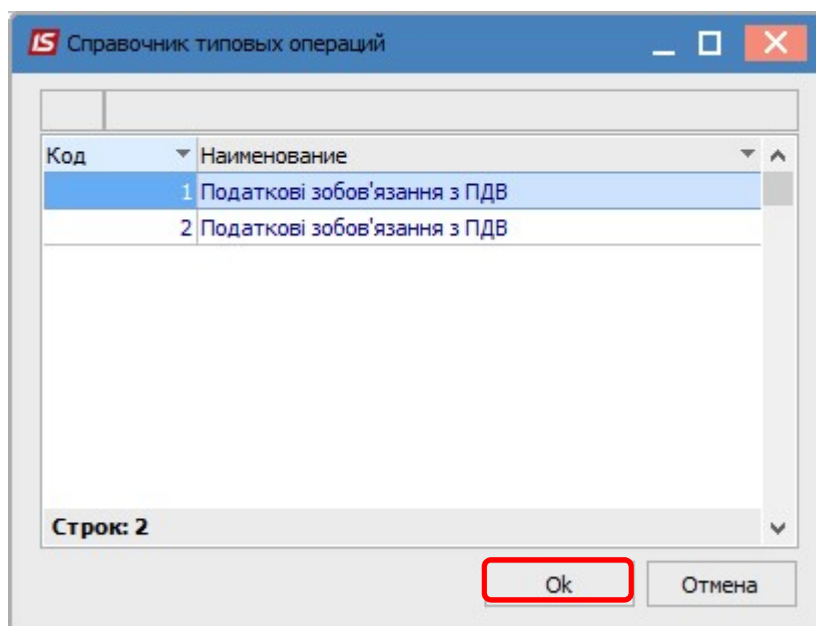 IS Справочник типовых операций
Код Наименование
1 Податкові зобов'язання з ПДВ
2 Податкові зобов'язання з ПДВ
Строк: 2
Ok Отмена